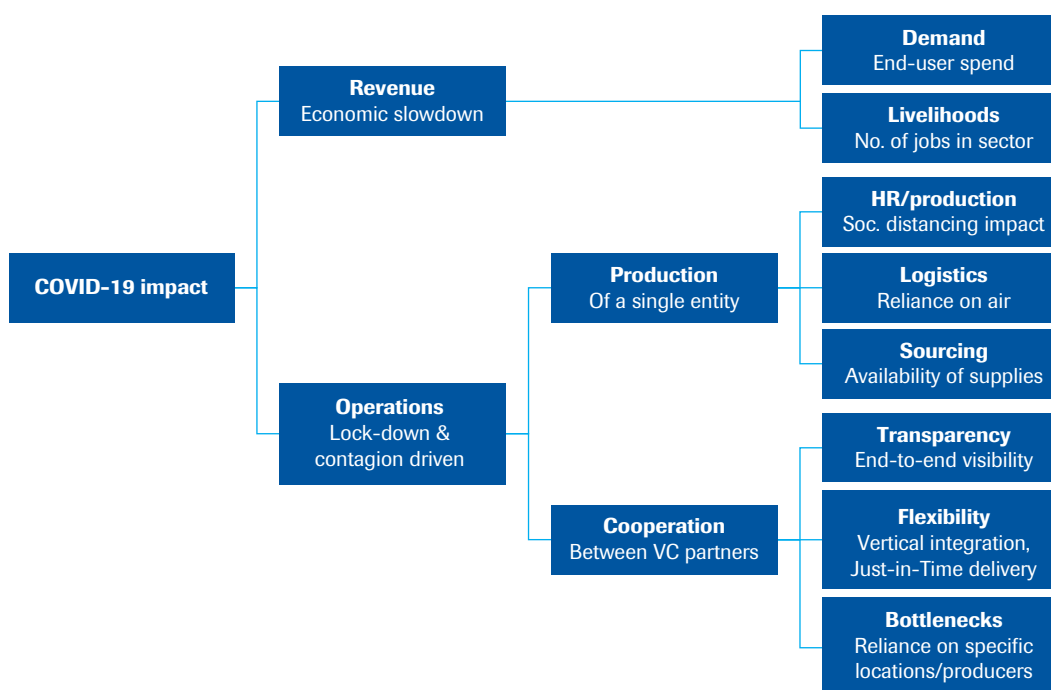 COVID-19 impact
Revenue
Economic slowdown
Demand
End-user spend
Livelihoods
No. of jobs in sector
Operations
Lock-down &
contagion driven
Production
Of a single entity
HR/production
Soc. distancing impact
Logistics
Reliance on air
Sourcing
Availability of supplies
Cooperation
Between VC partners
Transparency
End-to-end visibility
Flexibility
Vertical integration,
Just-in-Time delivery
Bottlenecks
Reliance on specific
locations/producers